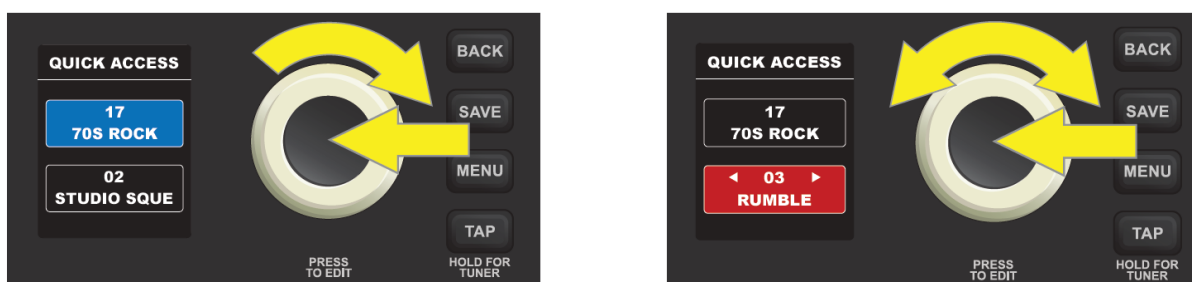 QUICK ACCESS
17
70S ROCK
02
STUDIO SQUE
BACK
SAVE
MENU
TAP
HOLD FOR
TUNER
PRESS
TO EDIT
QUICK ACCESS
17
70S ROCK
◄ 03 ►
RUMBLE
BACK
SAVE
MENU
TAP
HOLD FOR
TUNER
PRESS
TO EDIT